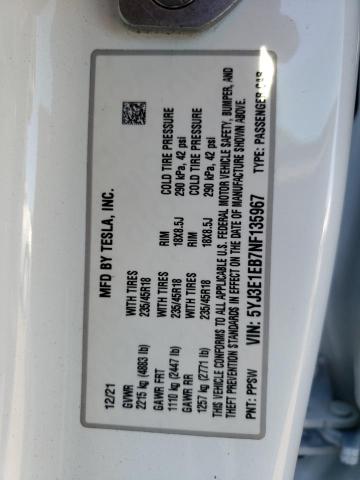 MFD BY TESLA, INC.
12/21
GVWR
2215 kg (4883 lb)
WITH TIRES
235/45R18
RIM
18X8.5J
COLD TIRE PRESSURE
290 kPa, 42 psi
GAWR FRT
1110 kg (2447 lb)
WITH TIRES
235/45R18
RIM
18X8.5J
COLD TIRE PRESSURE
290 kPa, 42 psi
GAWR RR
1257 kg (2771 lb)
THIS VEHICLE CONFORMS TO ALL APPLICABLE U.S. FEDERAL MOTOR VEHICLE SAFETY, BUMPER, AND
THEFT PREVENTION STANDARDS IN EFFECT ON THE DATE OF MANUFACTURE SHOWN ABOVE.
VIN: 5YJ3E1EB7NF135967
PNT: PPSW
TYPE: PASSENGER CAR